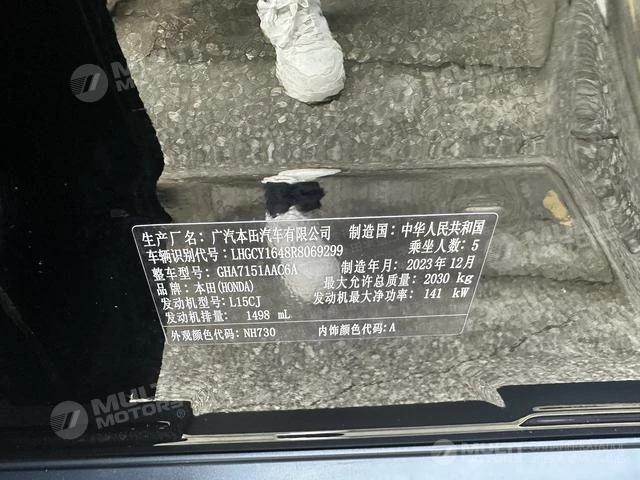 MULTI MOTORS®
生产厂名：广汽本田汽车有限公司 制造国：中华人民共和国
车辆识别代号：LHGCY1648R8069299 乘坐人数：5
整车型号：GHA7151AAC6A 制造年月：2023年12月
品牌：本田(HONDA) 最大允许总质量：2030 kg
发动机型号：L15CJ 发动机最大净功率：141 kW
发动机排量：1498 mL
外观颜色代码：NH730 内饰颜色代码：A
MULTI MOTORS®